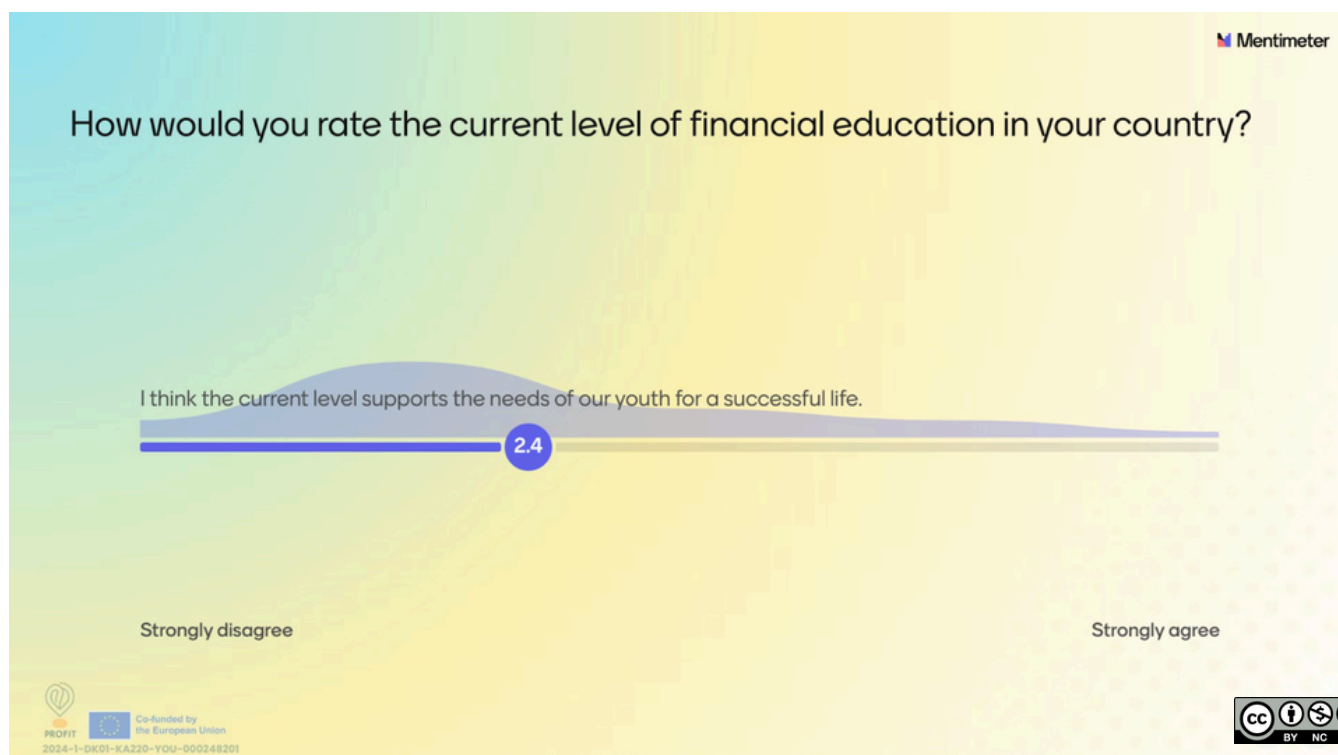 Mentimeter
How would you rate the current level of financial education in your country?
I think the current level supports the needs of our youth for a successful life.
2.4
Strongly disagree
Strongly agree
PROFIT
Co-funded by
the European Union
2024-1-DK01-KA220-YOU-000248201
cc
BY NC